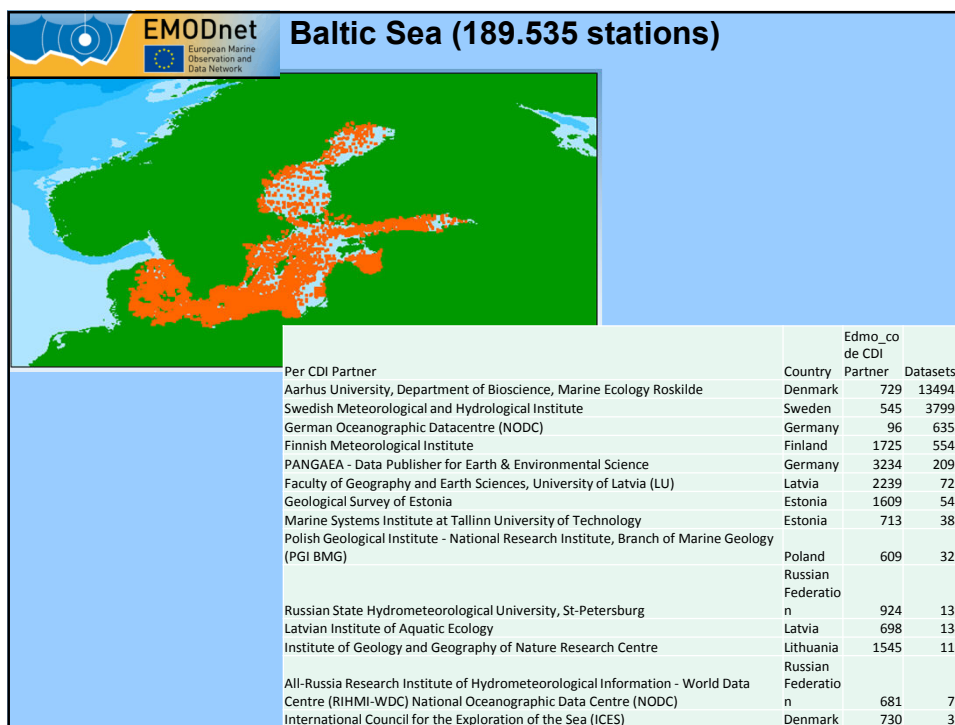 EMODnet
European Marine
Observation and
Data Network
Baltic Sea (189.535 stations)
Per CDI Partner Country Edmo_co
de CDI
Partner Datasets
Aarhus University, Department of Bioscience, Marine Ecology Roskilde Denmark 729 13494
Swedish Meteorological and Hydrological Institute Sweden 545 3799
German Oceanographic Datacentre (NODC) Germany 96 635
Finnish Meteorological Institute Finland 1725 554
PANGAEA - Data Publisher for Earth & Environmental Science Germany 3234 209
Faculty of Geography and Earth Sciences, University of Latvia (LU) Latvia 2239 72
Geological Survey of Estonia Estonia 1609 54
Marine Systems Institute at Tallinn University of Technology Estonia 713 38
Polish Geological Institute - National Research Institute, Branch of Marine Geology
(PGI BMG) Poland 609 32
Russian
Federatio
Russian State Hydrometeorological University, St-Petersburg n 924 13
Latvian Institute of Aquatic Ecology Latvia 698 13
Institute of Geology and Geography of Nature Research Centre Lithuania 1545 11
Russian
All-Russia Research Institute of Hydrometeorological Information - World Data Federatio
Centre (RIHMI-WDC) National Oceanographic Data Centre (NODC) n 681 7
International Council for the Exploration of the Sea (ICES) Denmark 730 3